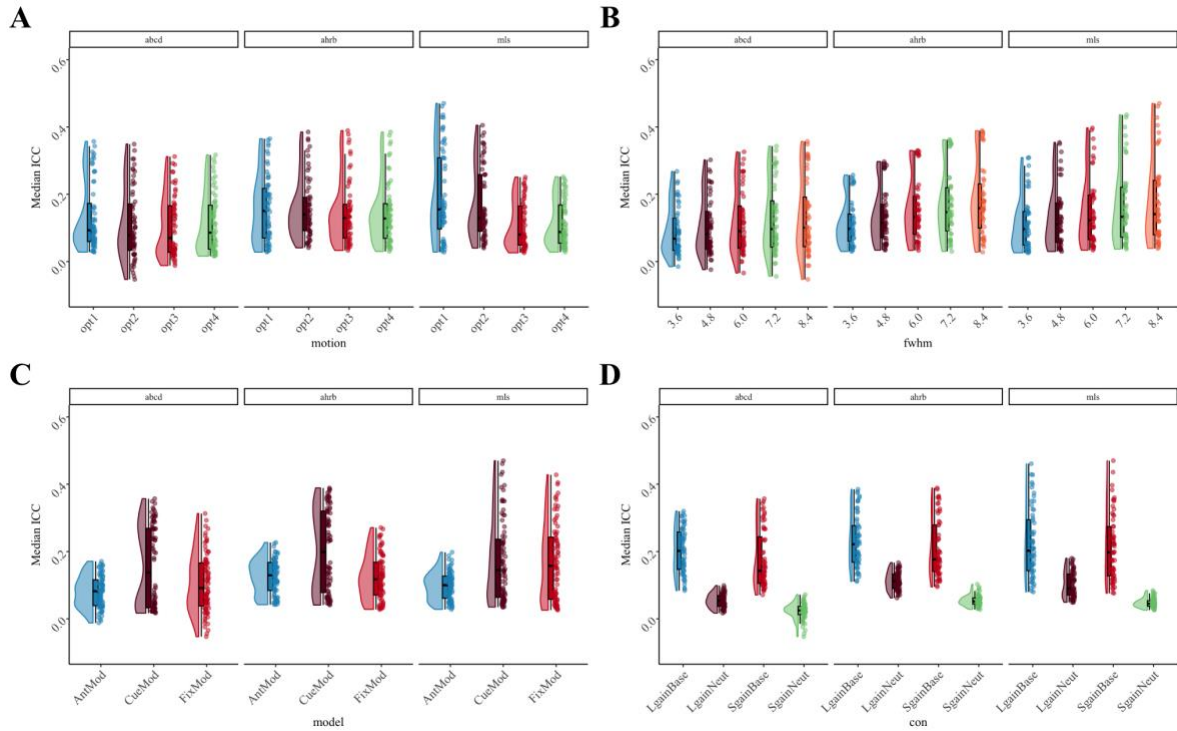 A
abcd
ahrb
mls
Median ICC
0.6
0.4
0.2
0.0
opt1
opt2
opt3
opt4
opt1
opt2
opt3
opt4
opt1
opt2
opt3
opt4
motion
B
abcd
ahrb
mls
Median ICC
0.6
0.4
0.2
0.0
3.6
4.8
6.0
7.2
8.4
3.6
4.8
6.0
7.2
8.4
3.6
4.8
6.0
7.2
8.4
fwhm
C
abcd
ahrb
mls
Median ICC
0.6
0.4
0.2
0.0
AntMod
CueMod
FixMod
AntMod
CueMod
FixMod
AntMod
CueMod
FixMod
model
D
abcd
ahrb
mls
Median ICC
0.6
0.4
0.2
0.0
LgainBase
LgainNeut
SgainBase
SgainNeut
LgainBase
LgainNeut
SgainBase
SgainNeut
LgainBase
LgainNeut
SgainBase
SgainNeut
con